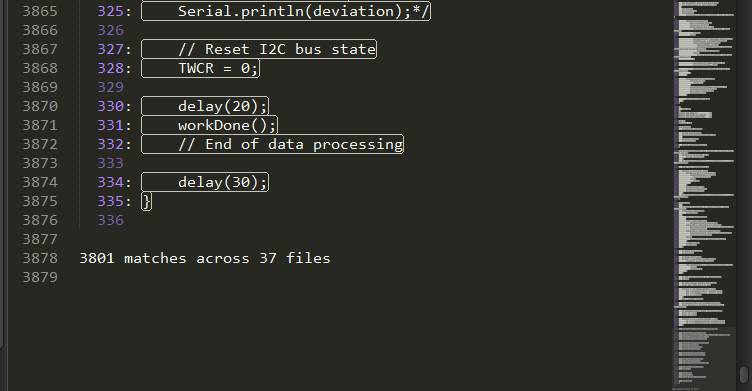 3865 325: Serial.println(deviation);*/
3866 326
3867 327: // Reset I2C bus state
3868 328: TWCR = 0;
3869 329
3870 330: delay(20);
3871 331: workDone();
3872 332: // End of data processing
3873 333
3874 334: delay(30);
3875 335: }
3876 336
3877
3878 3801 matches across 37 files
3879